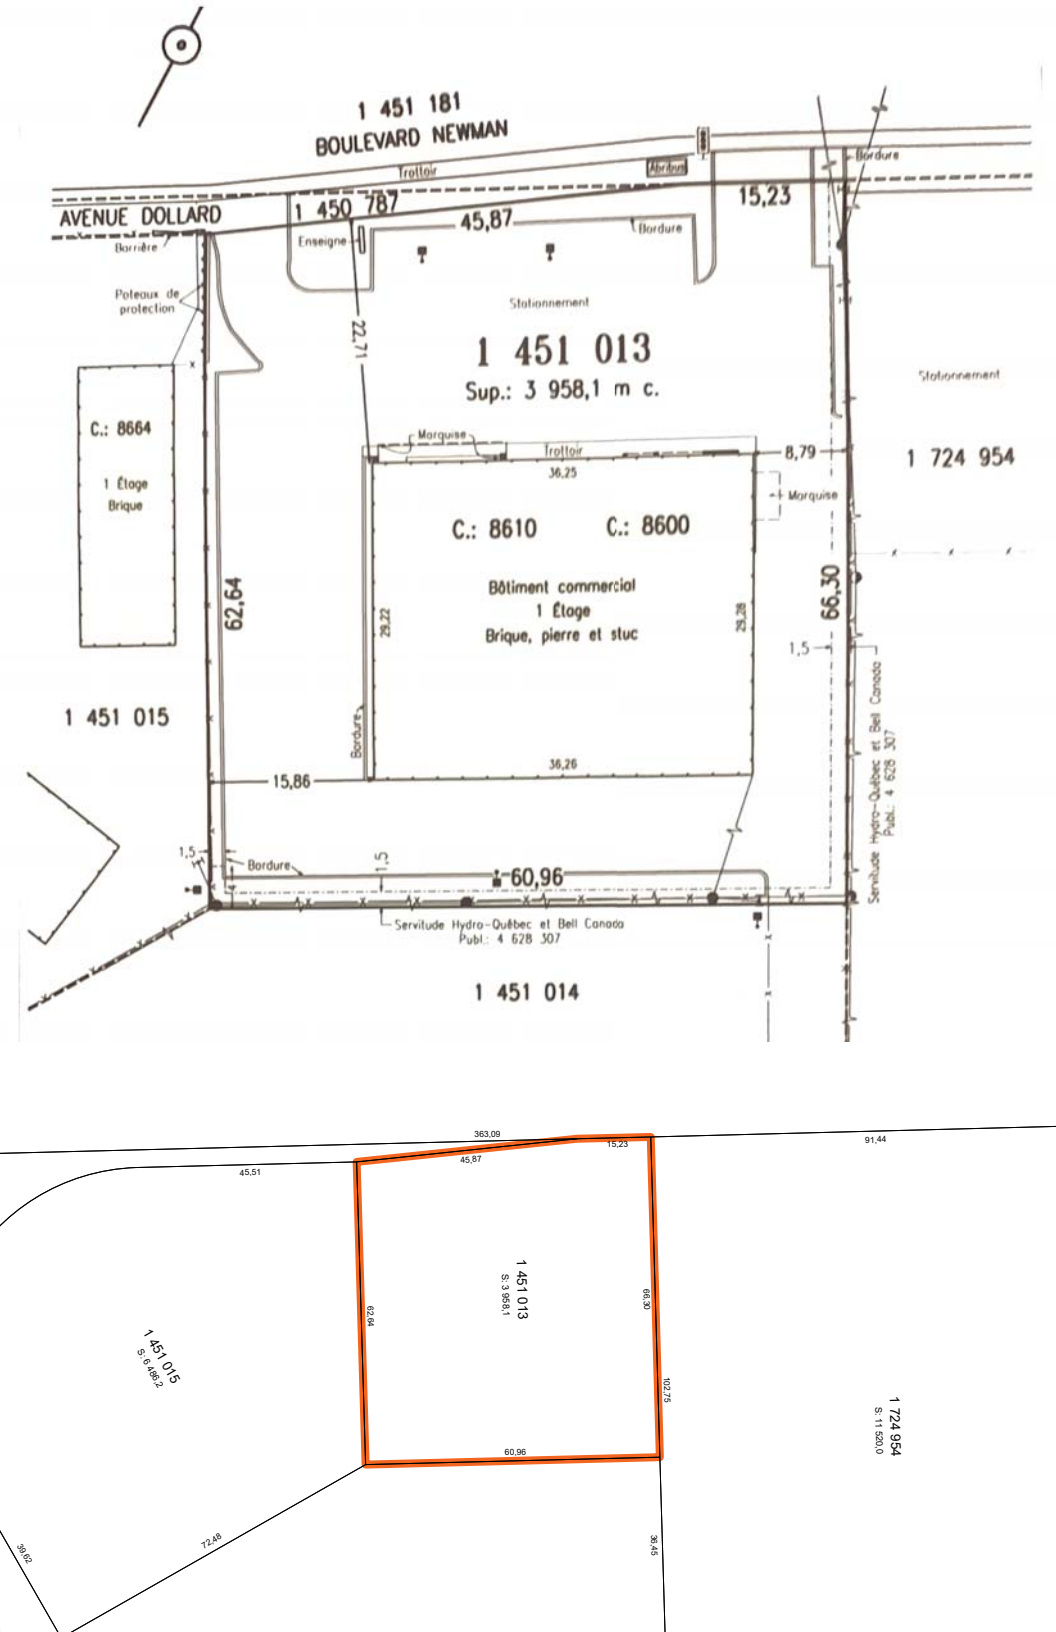 1 451 181
BOULEVARD NEWMAN
Trottoir
Abribus
Bordure
AVENUE DOLLARD
1 450 787
45,87
15,23
Barrière
Enseigne
Bordure
Poteaux de
protection
Stationnement
22,71
1 451 013
Sup.: 3 958,1 m c.
Stationnement
C.: 8664
1 Étage
Brique
Marquise
Trottoir
8,79
1 724 954
36,25
Marquise
C.: 8610
C.: 8600
62,64
66,30
Bâtiment commercial
1 Étage
Brique, pierre et stuc
29,22
29,28
1,5
1 451 015
Bordure
Servitude Hydro-Québec et Bell Canada
Publ.: 4 628 307
36,26
15,86
1,5
Bordure
1,5
60,96
Servitude Hydro-Québec et Bell Canada
Publ.: 4 628 307
1 451 014
363,09
15,23
91,44
45,51
45,87
1 451 013
S: 3 958,1
62,64
66,30
1 451 015
S: 6 486,2
102,75
1 724 954
S: 11 520,0
60,96
72,48
39,62
36,45